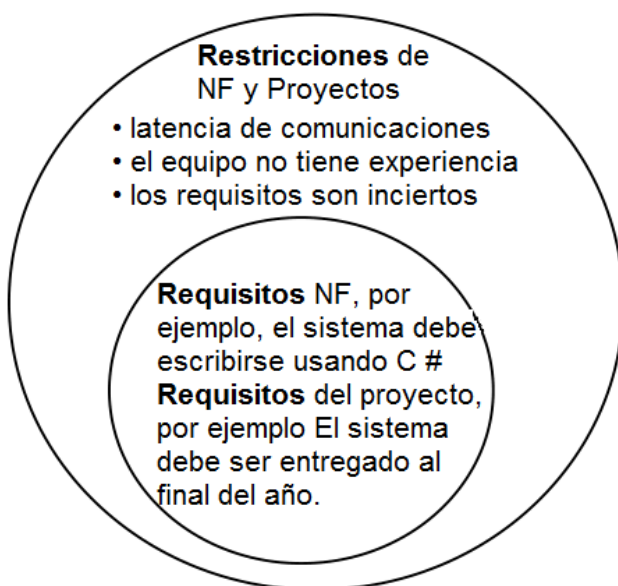 Restricciones de
NF y Proyectos
• latencia de comunicaciones
• el equipo no tiene experiencia
• los requisitos son inciertos
Requisitos NF, por
ejemplo, el sistema debe
escribirse usando C #
Requisitos del proyecto,
por ejemplo El sistema
debe ser entregado al
final del año.